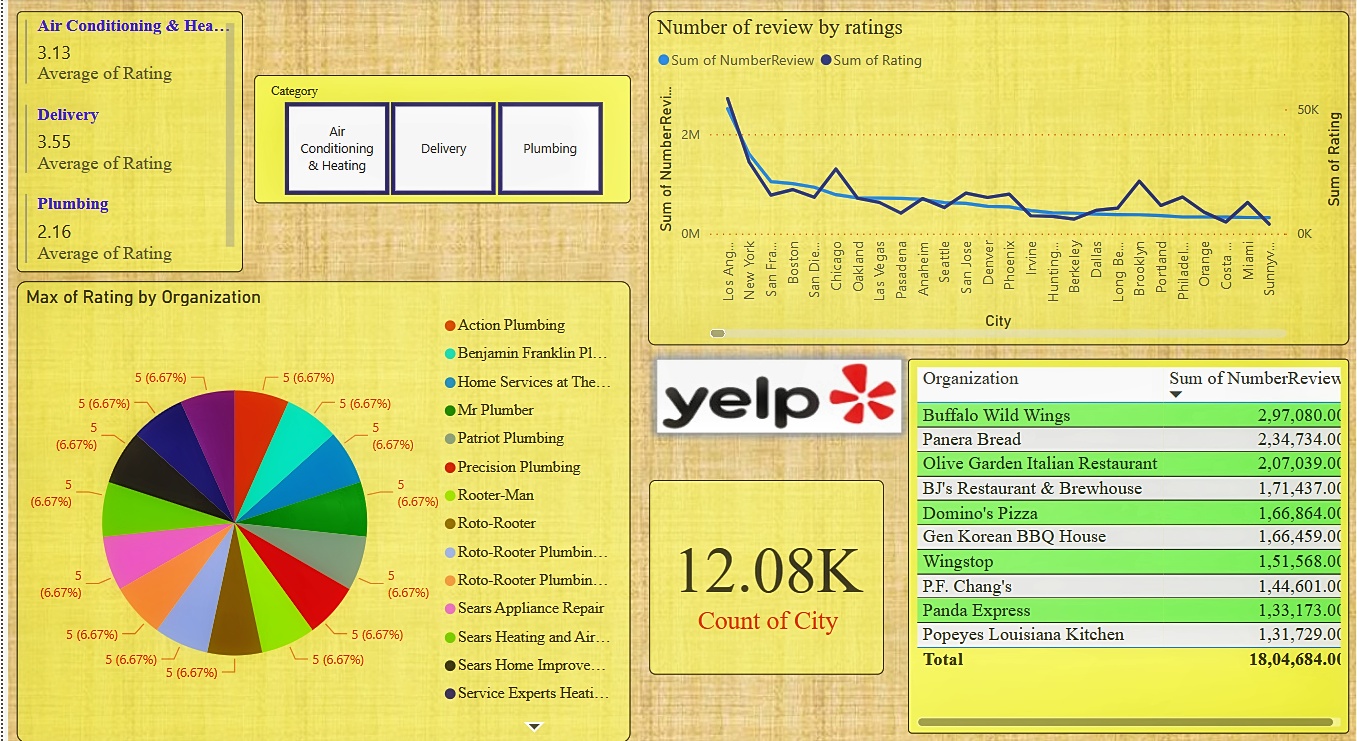 Air Conditioning & Hea...
3.13
Average of Rating
Delivery
3.55
Average of Rating
Plumbing
2.16
Average of Rating
Category
Air
Conditioning
& Heating
Delivery
Plumbing
Number of review by ratings
Sum of NumberReview
Sum of Rating
Sum of NumberRevi...
2M
0M
50K
0K
Sum of Rating
Los Ang...
New York
San Fra...
Boston
San Die...
Chicago
Oakland
Las Vegas
Pasadena
Anaheim
Seattle
San Jose
Denver
Phoenix
Irvine
Hunting...
Berkeley
Dallas
Long Be...
Brooklyn
Portland
Philadel...
Orange
Costa ...
Miami
Sunnyv...
City
Max of Rating by Organization
5 (6.67%)
5 (6.67%)
5
(6.67%)
5
(6.67%)
5
(6.67%)
5 (6.67%)
5 (6.67%)
5 (6.67%)
5 (6.67%)
5 (6.67%)
5
(6.67%)
5
(6.67%)
5
(6.67%)
5 (6.67%)
5 (6.67%)
Action Plumbing
Benjamin Franklin Pl...
Home Services at The...
Mr Plumber
Patriot Plumbing
Precision Plumbing
Rooter-Man
Roto-Rooter
Roto-Rooter Plumbin...
Roto-Rooter Plumbin...
Sears Appliance Repair
Sears Heating and Air...
Sears Home Improve...
Service Experts Heati...
yelp
12.08K
Count of City
Organization Sum of NumberReview
Buffalo Wild Wings 2,97,080.00
Panera Bread 2,34,734.00
Olive Garden Italian Restaurant 2,07,039.00
BJ's Restaurant & Brewhouse 1,71,437.00
Domino's Pizza 1,66,864.00
Gen Korean BBQ House 1,66,459.00
Wingstop 1,51,568.00
P.F. Chang's 1,44,601.00
Panda Express 1,33,173.00
Popeyes Louisiana Kitchen 1,31,729.00
Total 18,04,684.00